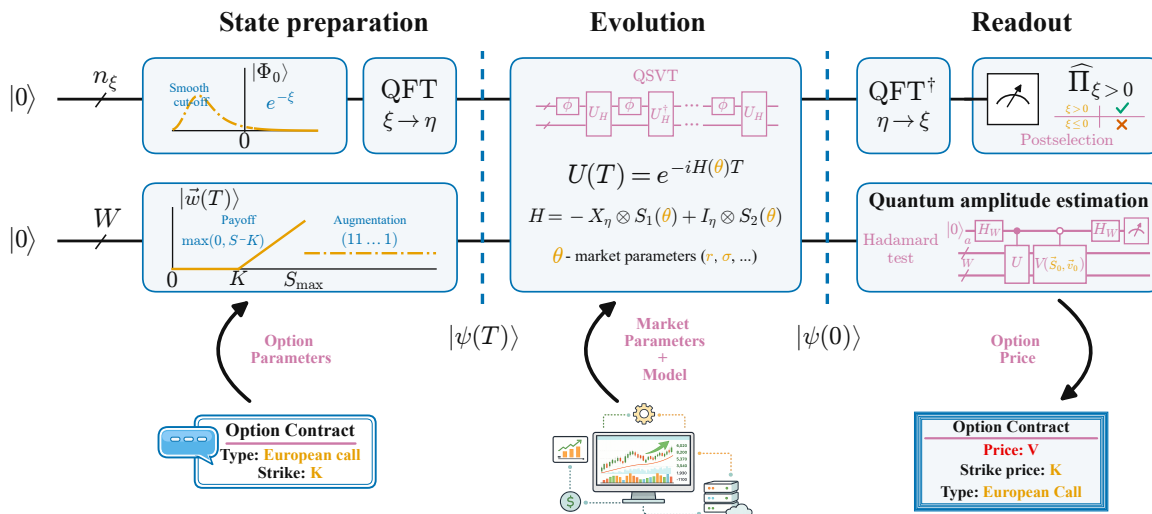 State preparation
Evolution
Readout
|0⟩
n_ξ
Smooth
cut-off
|Φ₀⟩
e^{-ξ}
0
QFT
ξ → η
QSVT
ϕ
U_H
ϕ
U_H^†
ϕ
U_H
U(T) = e^{-iH(θ)T}
H = − X_η ⊗ S₁(θ) + I_η ⊗ S₂(θ)
θ - market parameters (r, σ, ...)
QFT^†
η → ξ
Π̂_{ξ>0}
ξ > 0 ✓
ξ ≤ 0 ✗
Postselection
|0⟩
W
|w⃗(T)⟩
Payoff
max(0, S−K)
Augmentation
(11 … 1)
0
K
S_max
Quantum amplitude estimation
Hadamard
test
|0⟩_a
H_W
H_W
W
U
V(S⃗₀, v⃗₀)
|ψ(T)⟩
|ψ(0)⟩
Option
Parameters
Market
Parameters
+
Model
Option
Price
Option Contract
Type: European call
Strike: K
$
Option Contract
Price: V
Strike price: K
Type: European Call